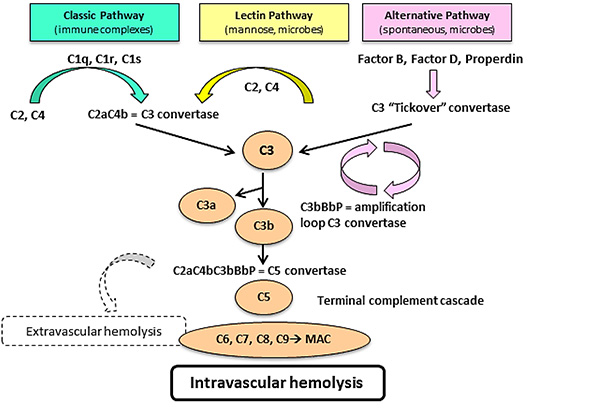 Classic Pathway
(immune complexes)
Lectin Pathway
(mannose, microbes)
Alternative Pathway
(spontaneous, microbes)
C1q, C1r, C1s
C2, C4
Factor B, Factor D, Properdin
C2, C4
C2aC4b = C3 convertase
C3 “Tickover” convertase
C3
C3a
C3b
C3bBbP = amplification
loop C3 convertase
C2aC4bC3bBbP = C5 convertase
C5
Terminal complement cascade
Extravascular hemolysis
C6, C7, C8, C9→ MAC
Intravascular hemolysis